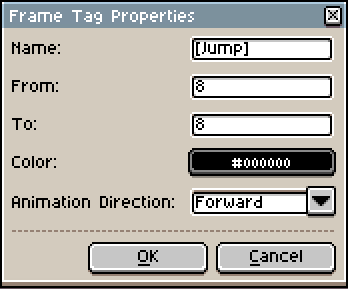 Frame Tag Properties
Name: [Jump]
From: 8
To: 8
Color: #000000
Animation Direction: Forward
OK Cancel